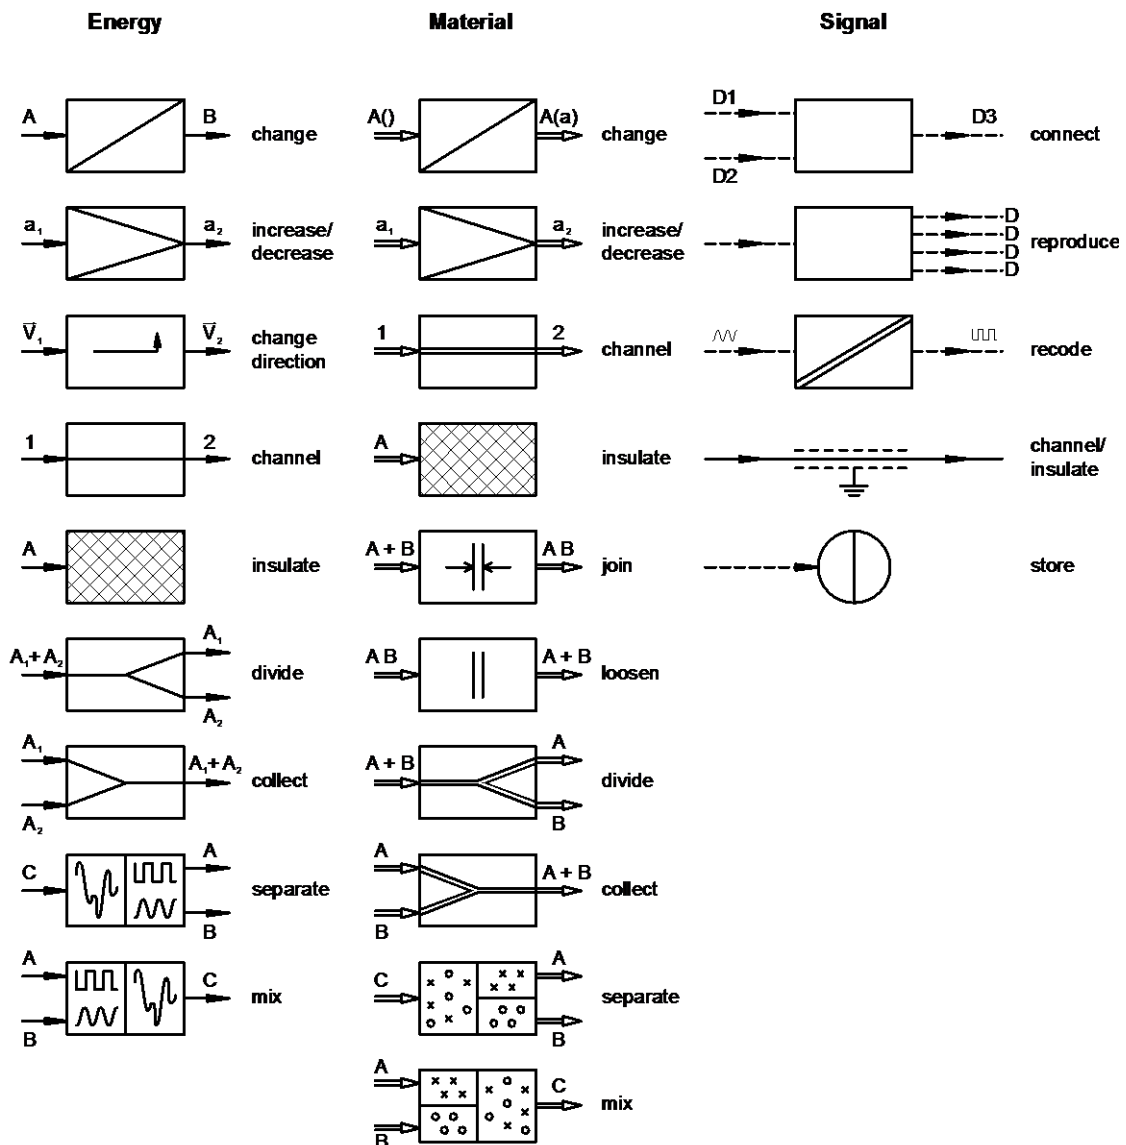 Energy Material Signal
A B change
A() A(a) change
D1
D2
D3 connect
a₁ a₂ increase/
decrease
a₁ a₂ increase/
decrease
D
D
D
D
reproduce
V⃗₁ V⃗₂ change
direction
1 2 channel
recode
1 2 channel
A insulate
channel/
insulate
A insulate
A + B A B join
store
A₁+ A₂ A₁
A₂
divide
A B A + B loosen
A₁
A₂
A₁+ A₂ collect
A + B A
B
divide
C A
B
separate
A
B
A + B collect
A
B
C mix
C A
B
separate
A
B
C mix